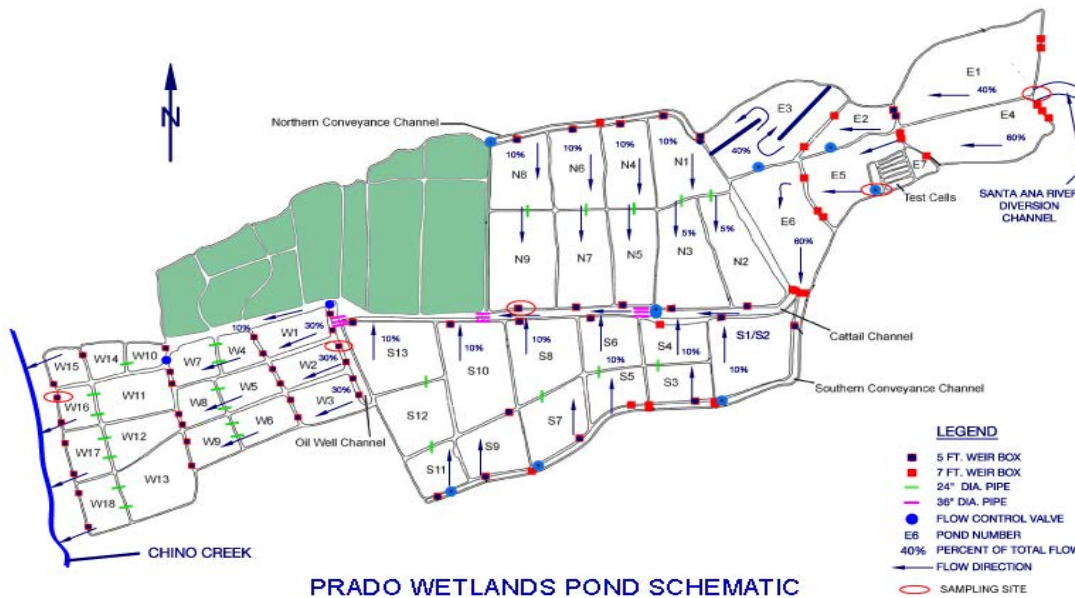 N
Northern Conveyance Channel
E1
40%
E3
E2
E4
60%
40%
E5
E7
Test Cells
SANTA ANA RIVER
DIVERSION
CHANNEL
E6
60%
10%
10%
10%
10%
N8
N6
N4
N1
5%
5%
N9
N7
N5
N3
N2
Cattail Channel
10%
30%
W1
W15
W14
W10
W7
W4
W2
30%
W3
30%
W16
W11
W8
W5
W6
W17
W12
W9
W18
W13
Oil Well Channel
S13
10%
S10
10%
S8
10%
S6
10%
S4
10%
S1/S2
10%
S12
S7
S5
S3
S11
S9
Southern Conveyance Channel
CHINO CREEK
LEGEND
5 FT. WEIR BOX
7 FT. WEIR BOX
24" DIA. PIPE
36" DIA. PIPE
FLOW CONTROL VALVE
E6 POND NUMBER
40% PERCENT OF TOTAL FLOW
FLOW DIRECTION
SAMPLING SITE
PRADO WETLANDS POND SCHEMATIC